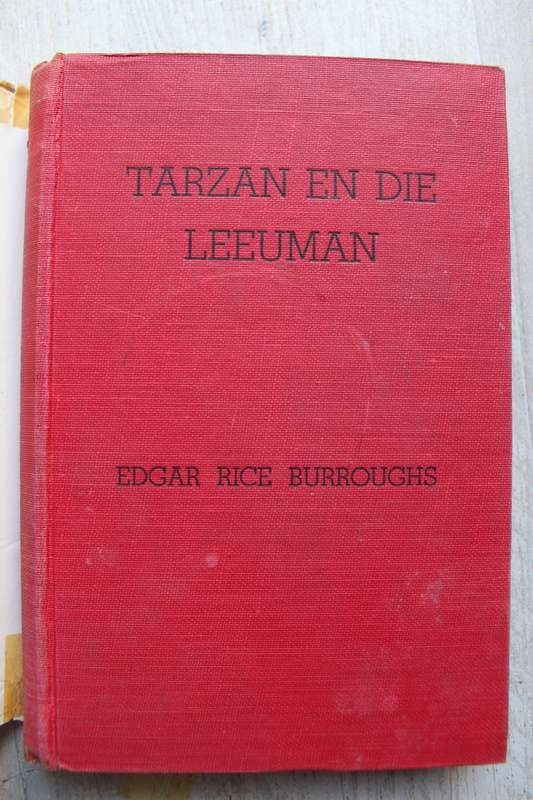 TARZAN EN DIE
LEEUMAN
EDGAR RICE BURROUGHS